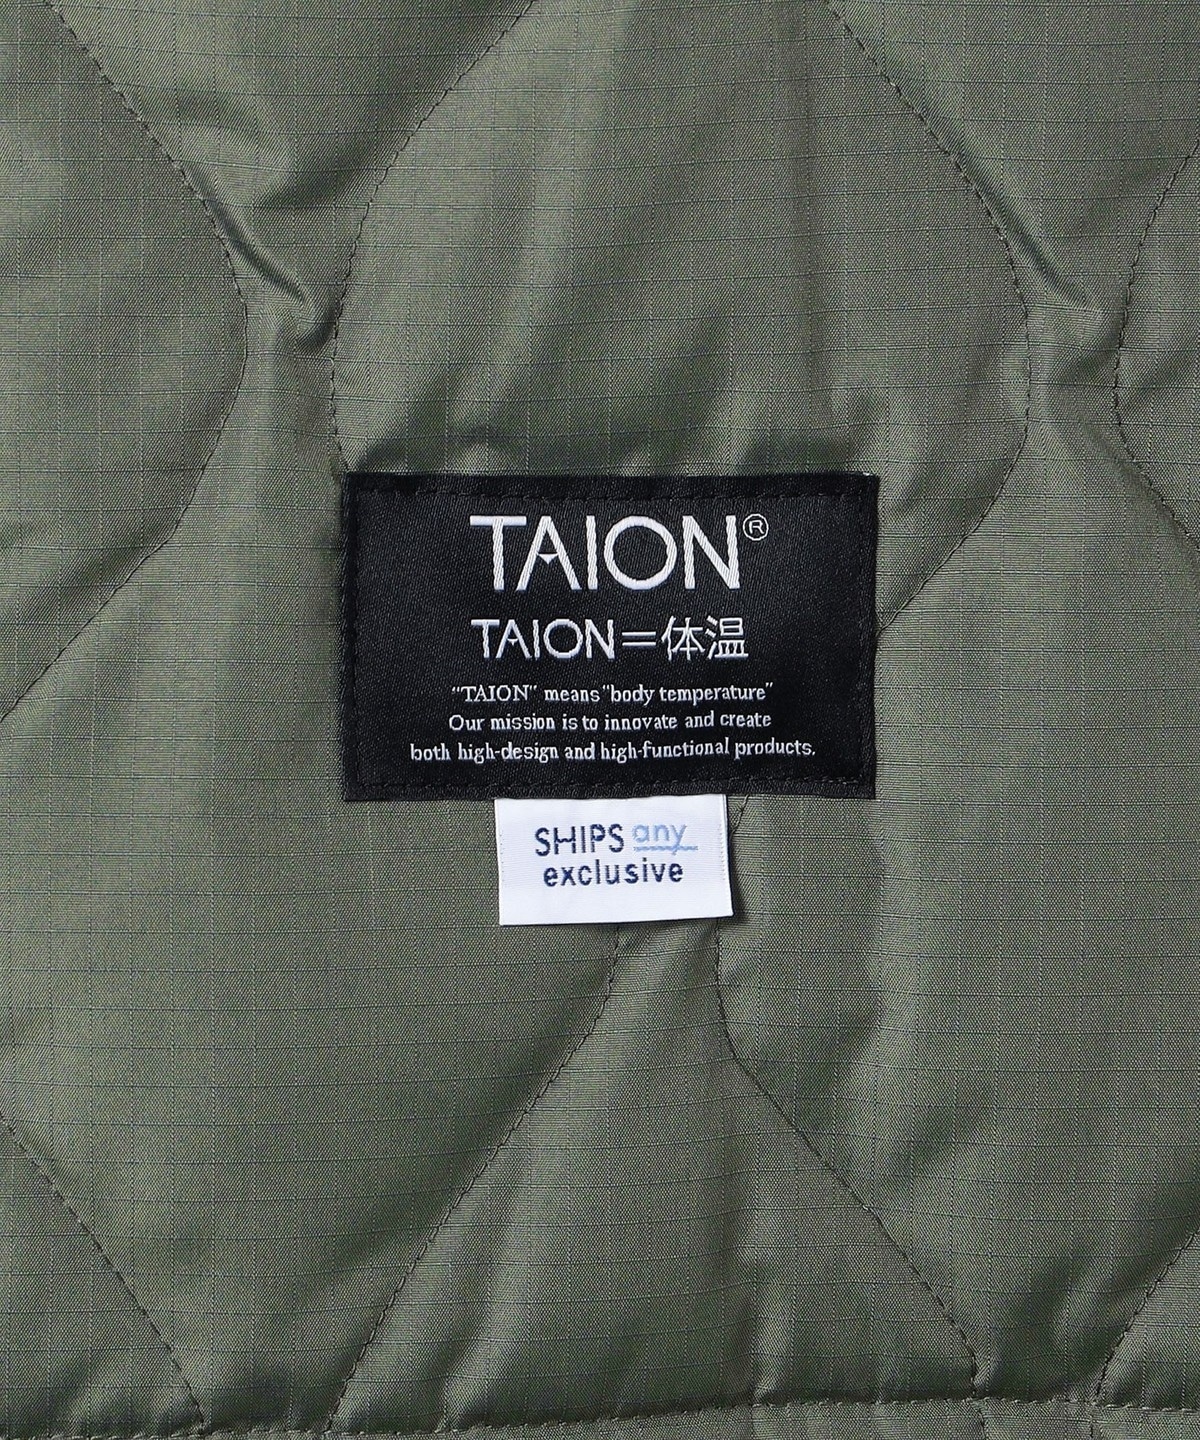 TAION®
TAION=体温
"TAION" means "body temperature"
Our mission is to innovate and create
both high-design and high-functional products.
SHIPS any
exclusive